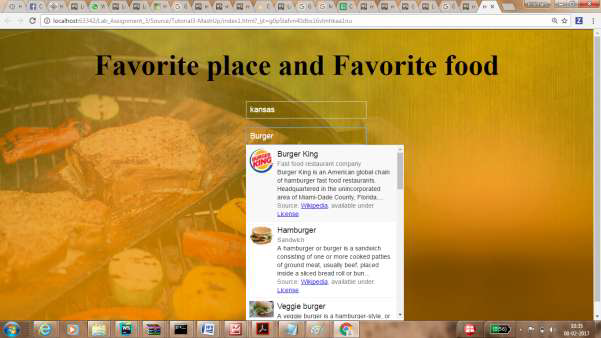 localhost:63342/Lab_Assignment_3/Source/Tutorial3-MashUp/index1.html?
Favorite place and Favorite food
kansas
Burger
BURGER KING
Burger King
Fast food restaurant company
Burger King is an American global chain
of hamburger fast food restaurants.
Headquartered in the unincorporated
area of Miami-Dade County, Florida,...
Source: Wikipedia, available under
License
Hamburger
Sandwich
A hamburger or burger is a sandwich
consisting of one or more cooked patties
of ground meat, usually beef, placed
inside a sliced bread roll or bun...
Source: Wikipedia, available under
License
Veggie burger
A veggie burger is a hamburger-style, or
10:35
08-02-2017